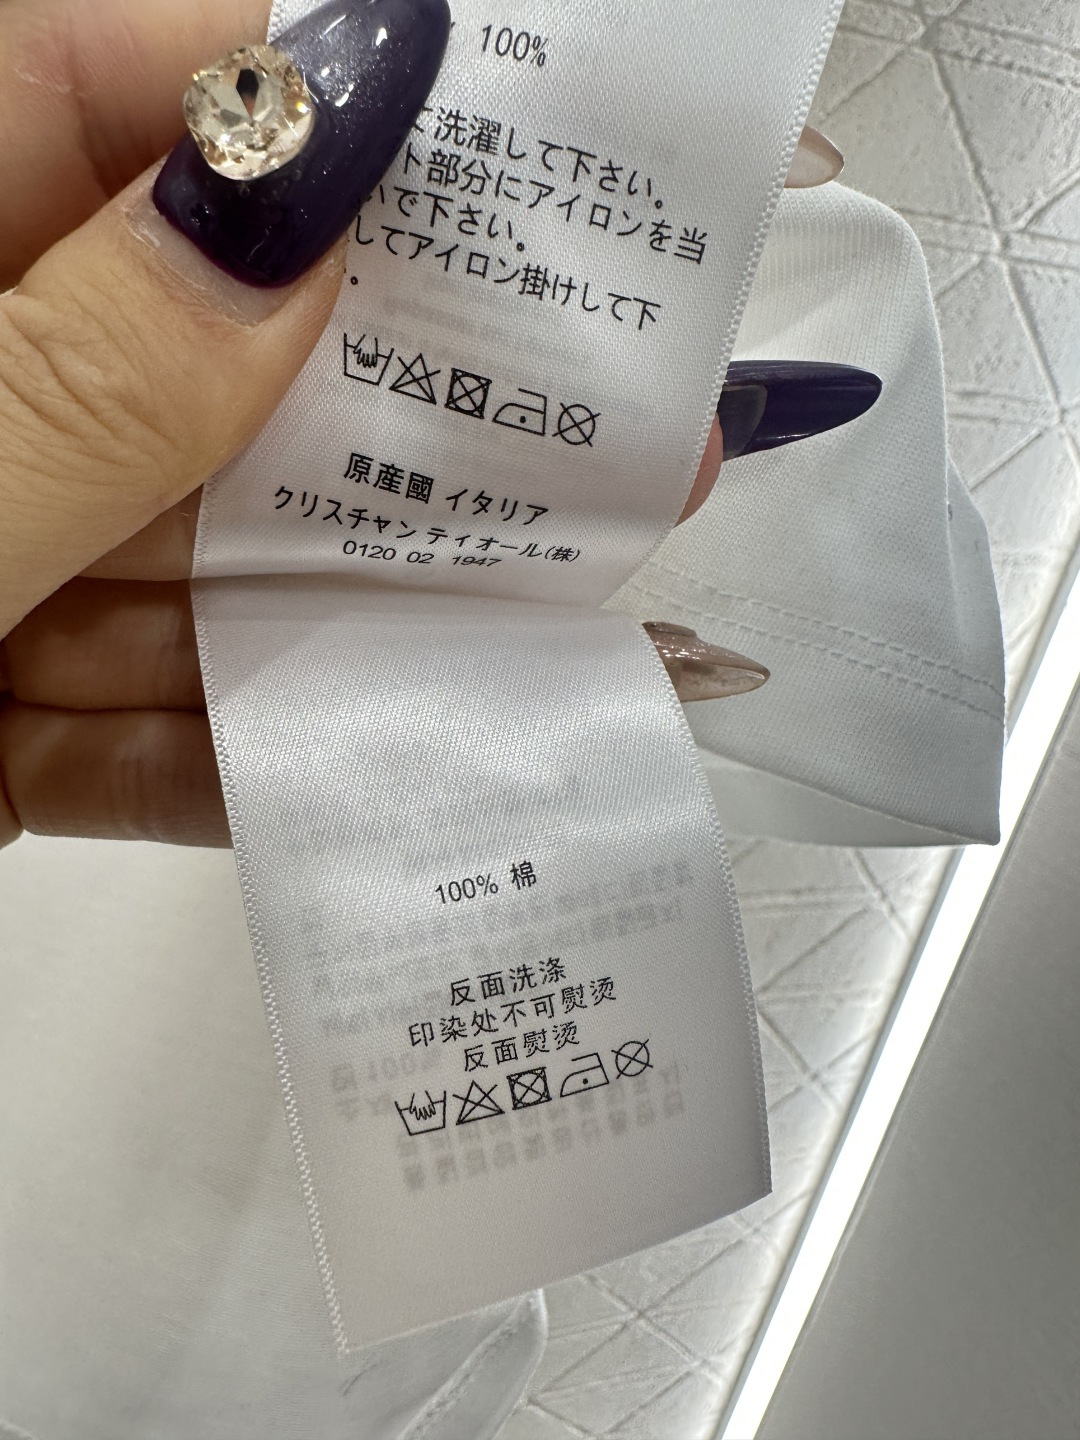 100%
洗濯して下さい。
ト部分にアイロンを当
いで下さい。
してアイロン掛けして下
。
原産國 イタリア
クリスチャン ディオール(株)
0120 02 1947
100% 棉
反面洗涤
印染处不可熨烫
反面熨烫